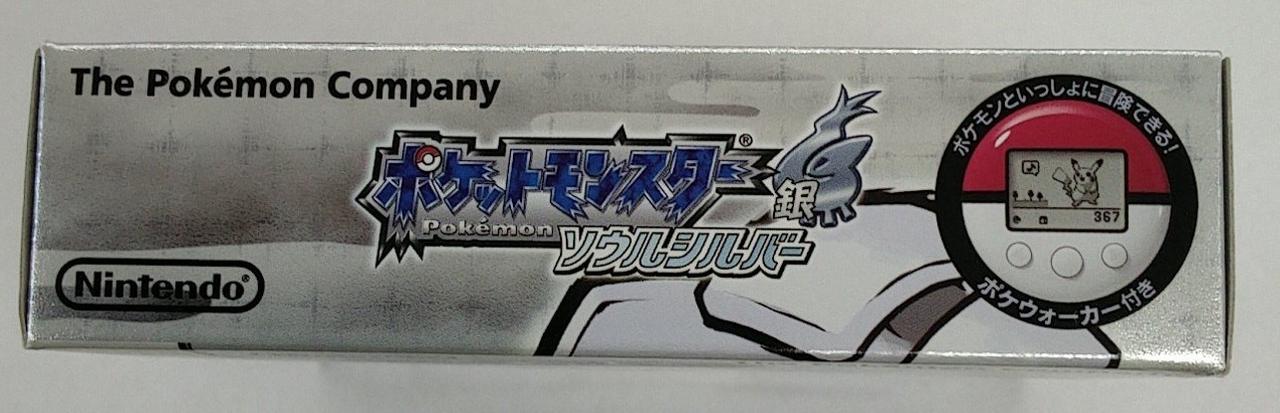 The Pokémon Company
ポケットモンスター®
Pokémon
銀
ソウルシルバー
Nintendo®
ポケモンといっしょに冒険できる!
367
ポケウォーカー付き